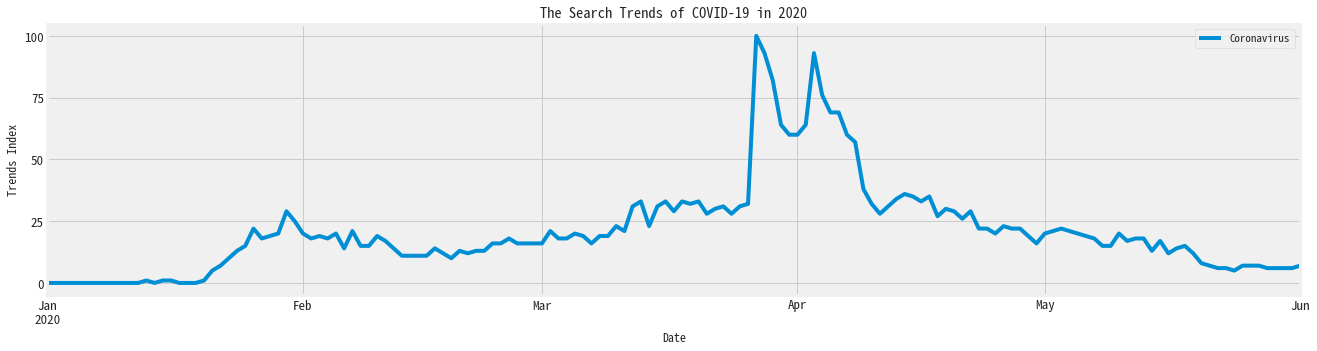 The Search Trends of COVID-19 in 2020
Coronavirus
100
75
50
25
0
Trends Index
Jan Feb Mar Apr May Jun
2020
Date